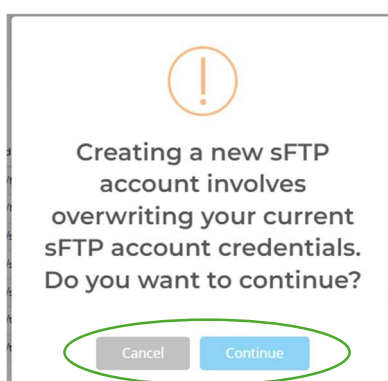 Creating a new sFTP
account involves
overwriting your current
sFTP account credentials.
Do you want to continue?
Cancel Continue